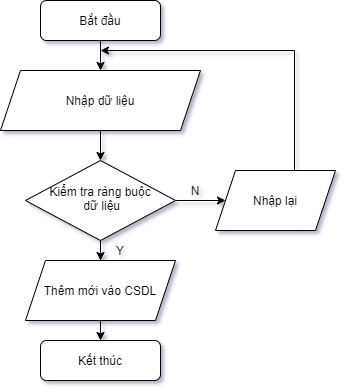 Bắt đầu
Nhập dữ liệu
Kiểm tra ràng buộc
dữ liệu
N
Nhập lại
Y
Thêm mới vào CSDL
Kết thúc